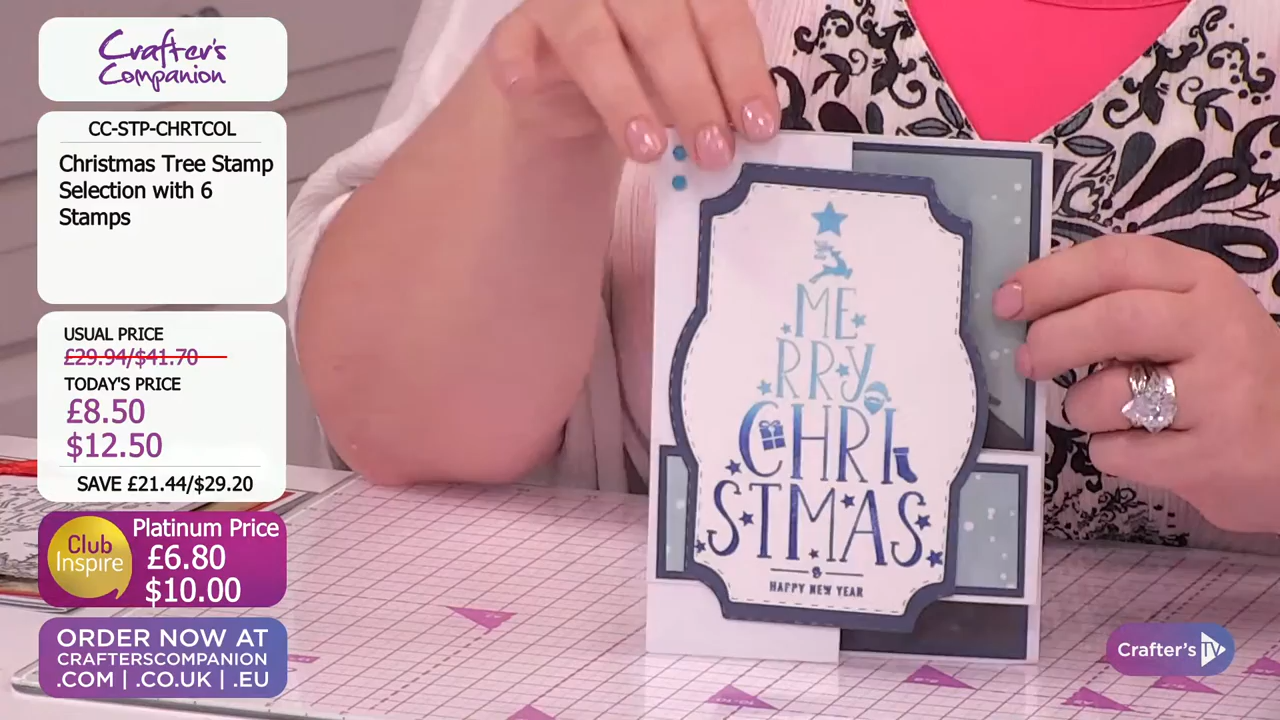 Crafter's
Companion
CC-STP-CHRTCOL
Christmas Tree Stamp
Selection with 6
Stamps
USUAL PRICE
£29.94/$41.70
TODAY'S PRICE
£8.50
$12.50
SAVE £21.44/$29.20
Club
Inspire
Platinum Price
£6.80
$10.00
ORDER NOW AT
CRAFTERSCOMPANION
.COM | .CO.UK | .EU
ME
RRY
CHRI
STMAS
HAPPY NEW YEAR
Crafter's TV